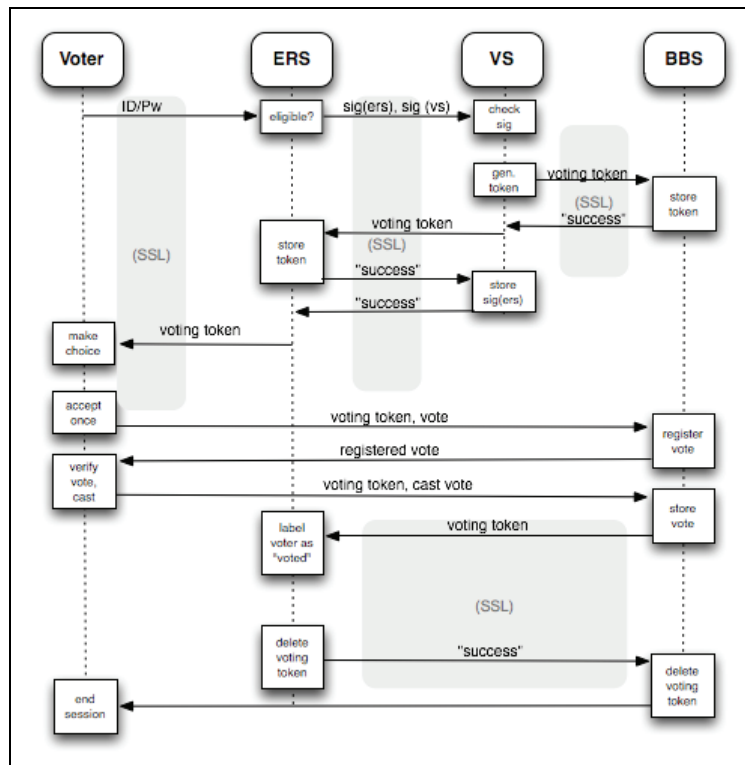 Voter ERS VS BBS
ID/Pw
eligible?
sig(ers), sig (vs)
check
sig
gen.
token
voting token
store
token
(SSL)
"success"
voting token
store
token
(SSL)
(SSL)
"success"
store
sig(ers)
"success"
make
choice
voting token
accept
once
voting token, vote
register
vote
registered vote
verify
vote,
cast
voting token, cast vote
store
vote
label
voter as
"voted"
voting token
(SSL)
delete
voting
token
"success"
delete
voting
token
end
session